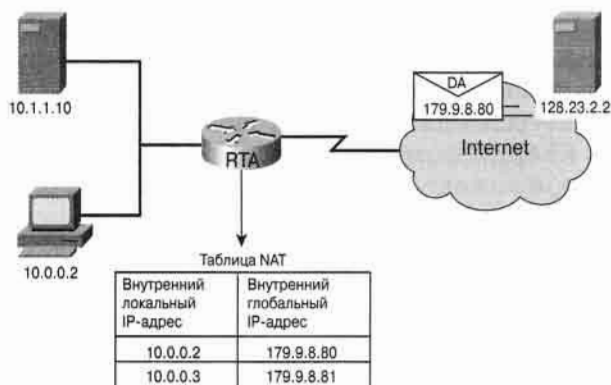 10.1.1.10
10.0.0.2
RTA
DA
179.9.8.80
128.23.2.2
Internet
Таблица NAT
Внутренний локальный IP-адрес
Внутренний глобальный IP-адрес
10.0.0.2 179.9.8.80
10.0.0.3 179.9.8.81